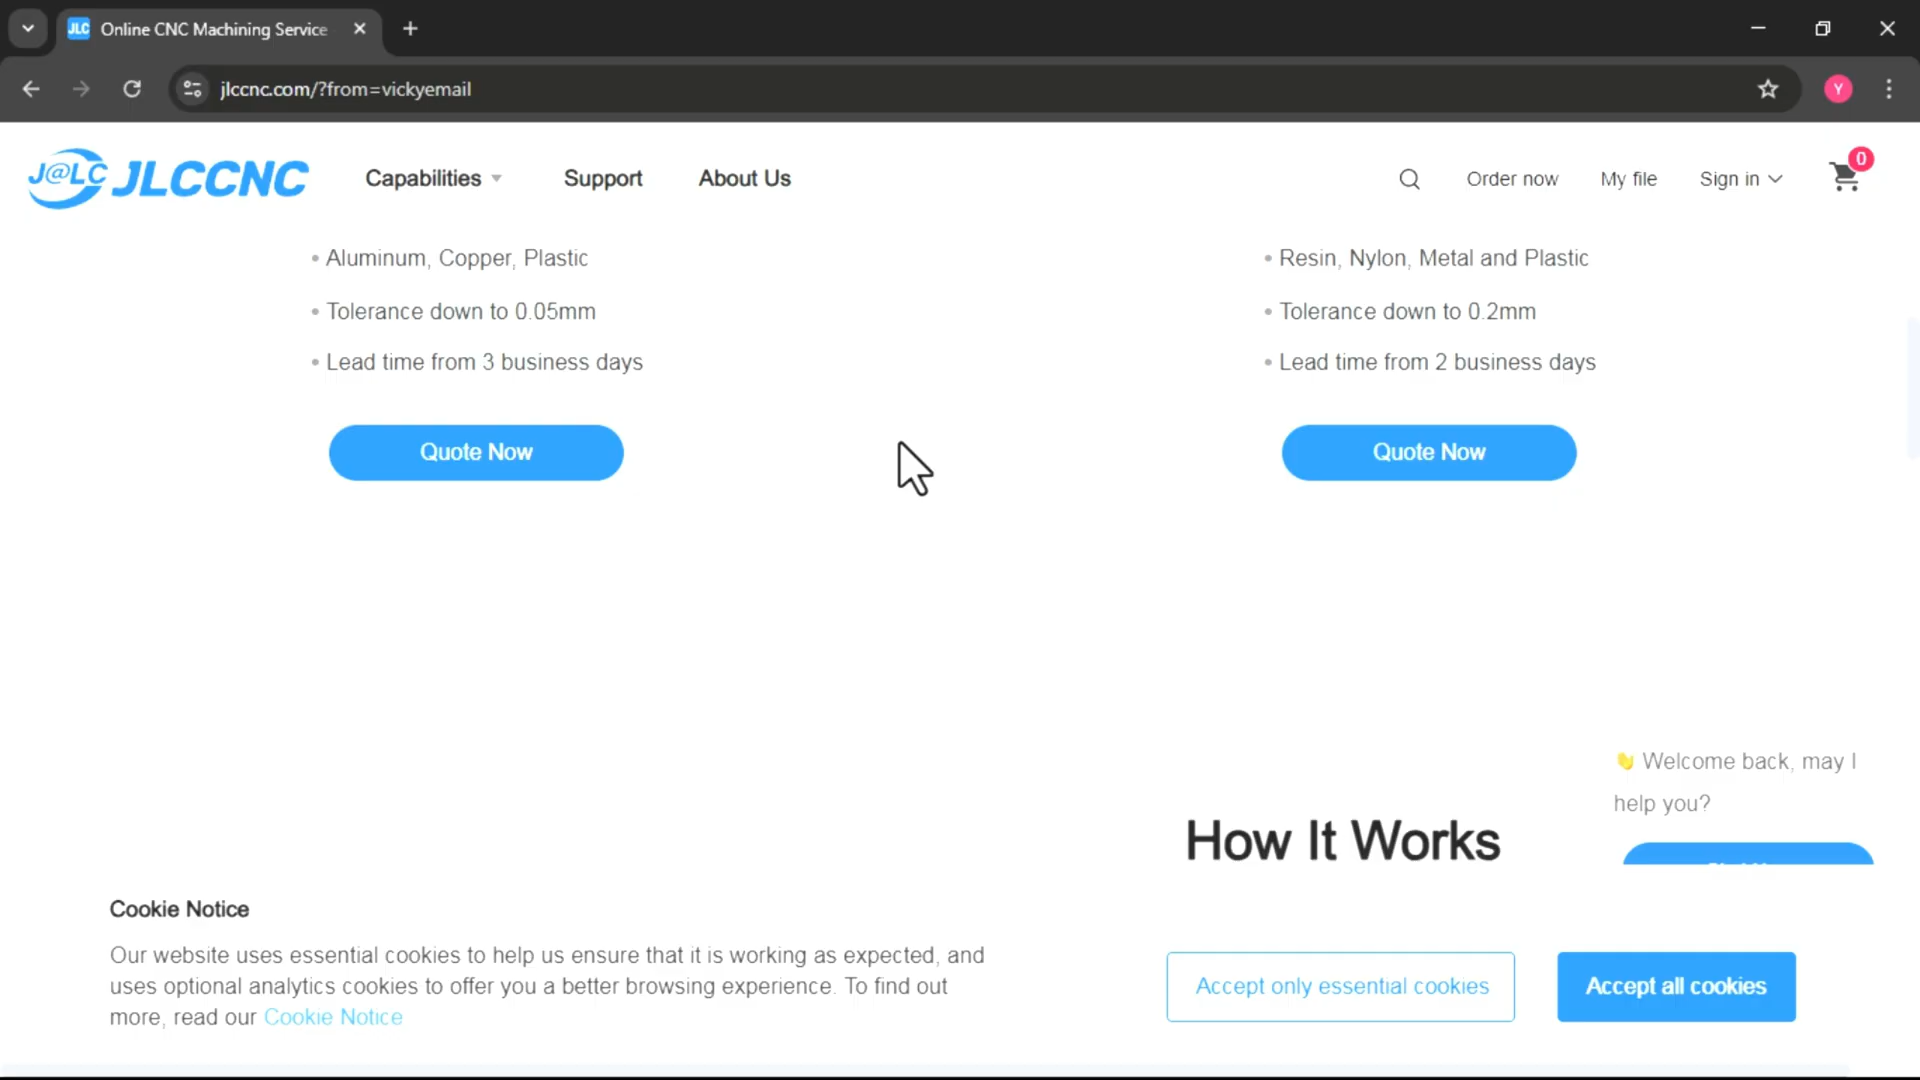 JLC Online CNC Machining Service
jlccnc.com/?from=vickyemail
Y
J@LC JLCCNC
Capabilities
Support
About Us
Order now
My file
Sign in
0
• Aluminum, Copper, Plastic
• Tolerance down to 0.05mm
• Lead time from 3 business days
Quote Now
• Resin, Nylon, Metal and Plastic
• Tolerance down to 0.2mm
• Lead time from 2 business days
Quote Now
👋 Welcome back, may I
help you?
How It Works
Cookie Notice
Our website uses essential cookies to help us ensure that it is working as expected, and
uses optional analytics cookies to offer you a better browsing experience. To find out
more, read our Cookie Notice
Accept only essential cookies
Accept all cookies